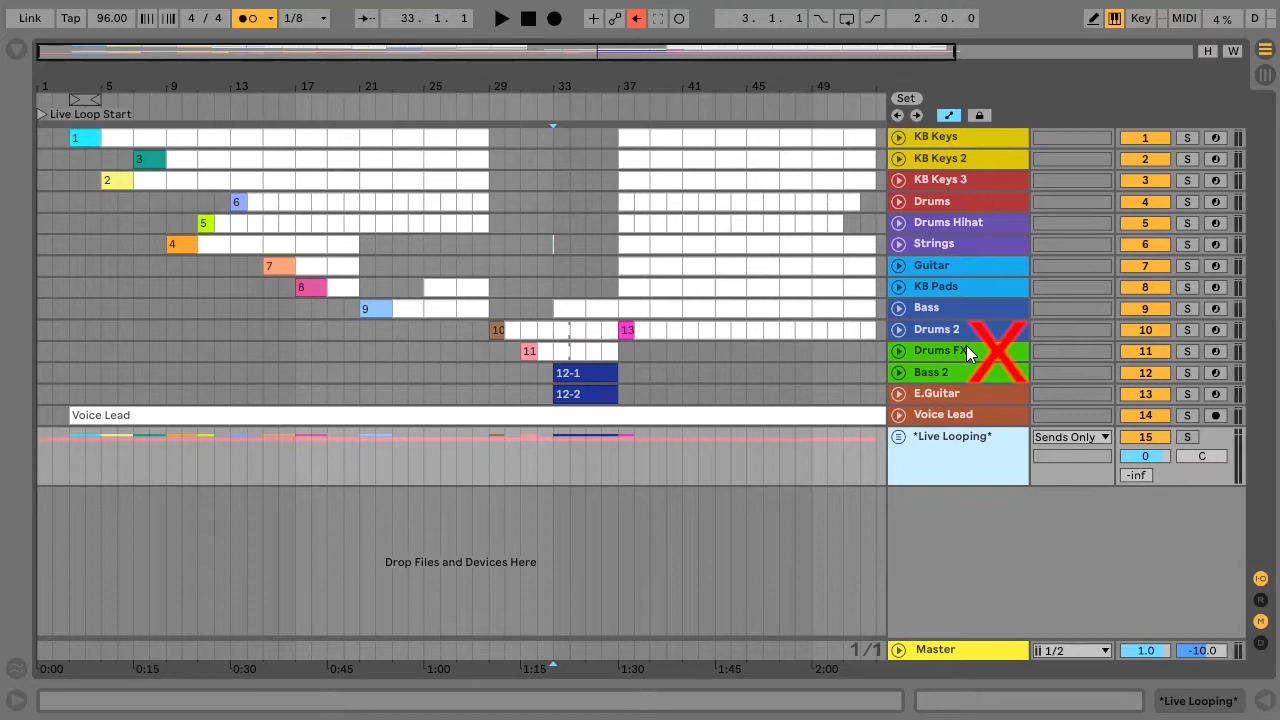 Link Tap 96.00 4 / 4 1/8 33. 1. 1 3. 1. 1 2. 0. 0 Key MIDI 4 % D
H W
1 5 9 13 17 21 25 29 33 37 41 45 49 Set
Live Loop Start
1 KB Keys 1 S
3 KB Keys 2 2 S
2 KB Keys 3 3 S
6 Drums 4 S
5 Drums Hihat 5 S
4 Strings 6 S
7 Guitar 7 S
8 KB Pads 8 S
9 Bass 9 S
10 13 Drums 2 10 S
11 Drums FX 11 S
12-1 Bass 2 12 S
12-2 E.Guitar 13 S
Voice Lead Voice Lead 14 S
*Live Looping* Sends Only 15 S
0 C
-inf
Drop Files and Devices Here
I·O
R
M
D
1/1 Master 1/2 1.0 -10.0
0:00 0:15 0:30 0:45 1:00 1:15 1:30 1:45 2:00
*Live Looping*